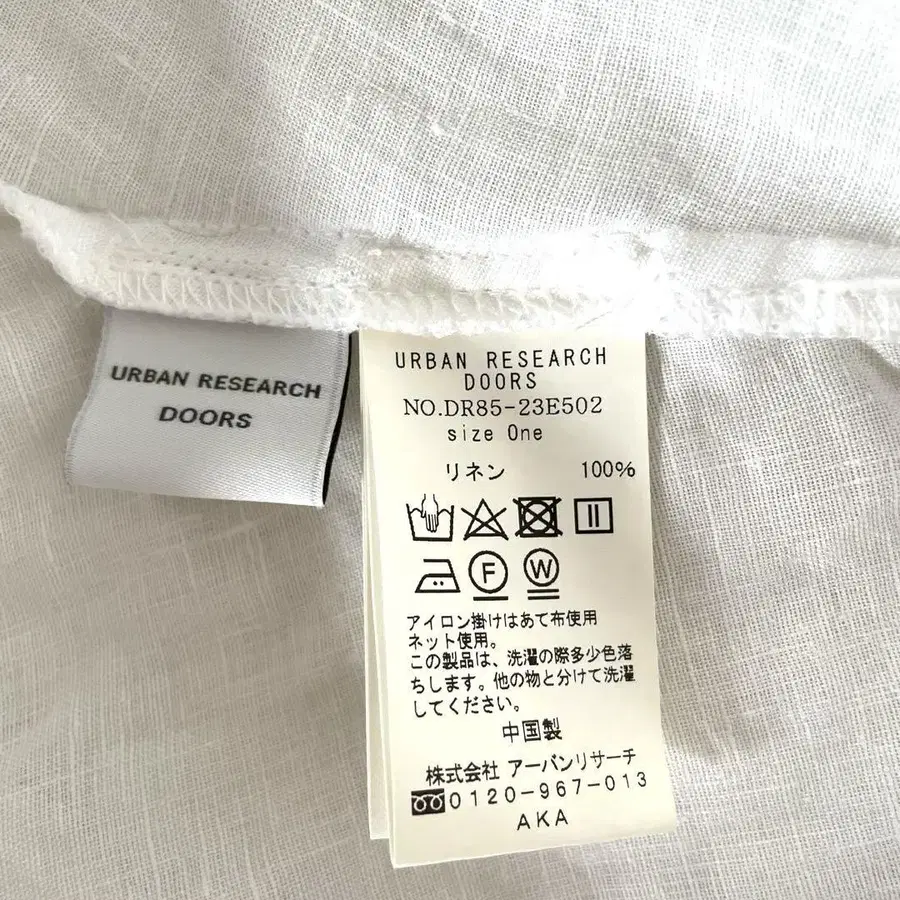 URBAN RESEARCH
DOORS
URBAN RESEARCH
DOORS
NO.DR85-23E502
size One
リネン 100%
F W
アイロン掛けはあて布使用
ネット使用。
この製品は、洗濯の際多少色落
ちします。他の物と分けて洗濯
してください。
中国製
株式会社 アーバンリサーチ
0120-967-013
AKA